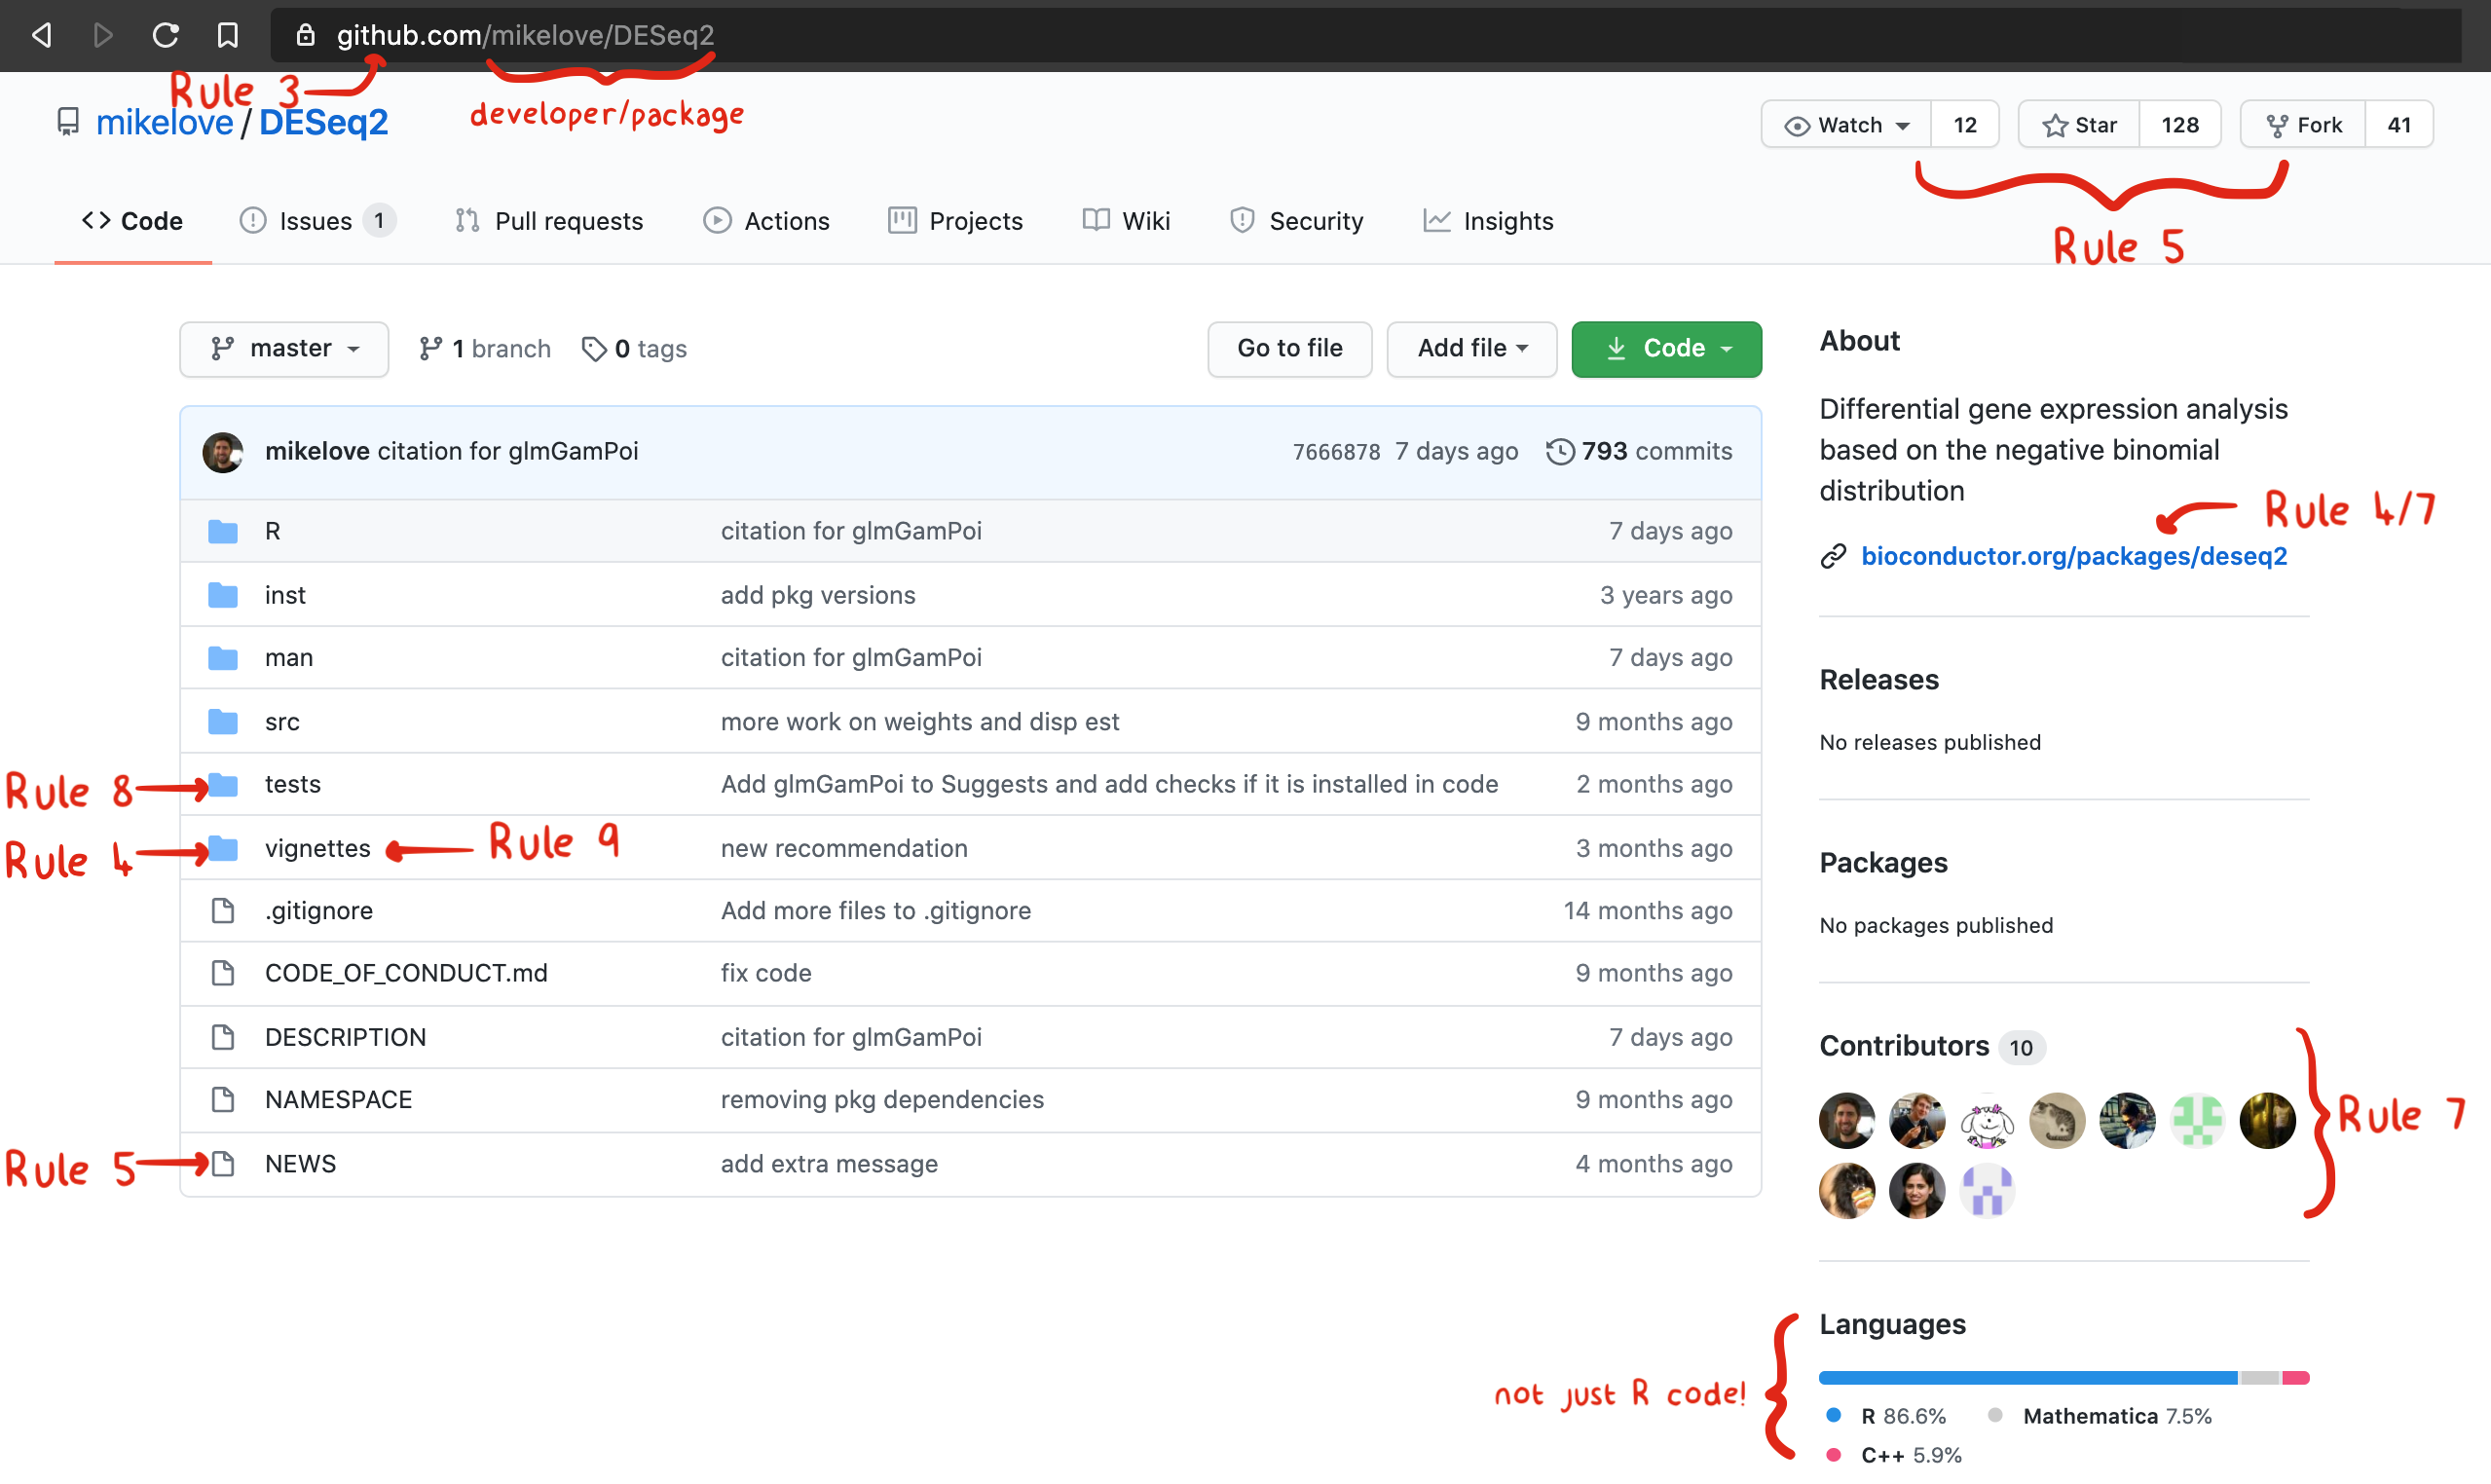 github.com/mikelove/DESeq2
Rule 3
developer/package
mikelove / DESeq2
Watch 12 Star 128 Fork 41
Rule 5
Code Issues 1 Pull requests Actions Projects Wiki Security Insights
master 1 branch 0 tags Go to file Add file Code
mikelove citation for glmGamPoi 7666878 7 days ago 793 commits
R citation for glmGamPoi 7 days ago
inst add pkg versions 3 years ago
man citation for glmGamPoi 7 days ago
src more work on weights and disp est 9 months ago
Rule 8 tests Add glmGamPoi to Suggests and add checks if it is installed in code 2 months ago
Rule 4 vignettes Rule 9 new recommendation 3 months ago
.gitignore Add more files to .gitignore 14 months ago
CODE_OF_CONDUCT.md fix code 9 months ago
DESCRIPTION citation for glmGamPoi 7 days ago
NAMESPACE removing pkg dependencies 9 months ago
Rule 5 NEWS add extra message 4 months ago
About
Differential gene expression analysis
based on the negative binomial
distribution
Rule 4/7
bioconductor.org/packages/deseq2
Releases
No releases published
Packages
No packages published
Contributors 10
Rule 7
Languages
not just R code!
R 86.6% Mathematica 7.5%
C++ 5.9%